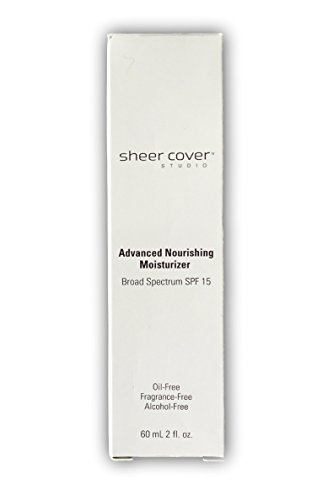 sheer cover™
STUDIO
Advanced Nourishing
Moisturizer
Broad Spectrum SPF 15
Oil-Free
Fragrance-Free
Alcohol-Free
60 mL 2 fl. oz.